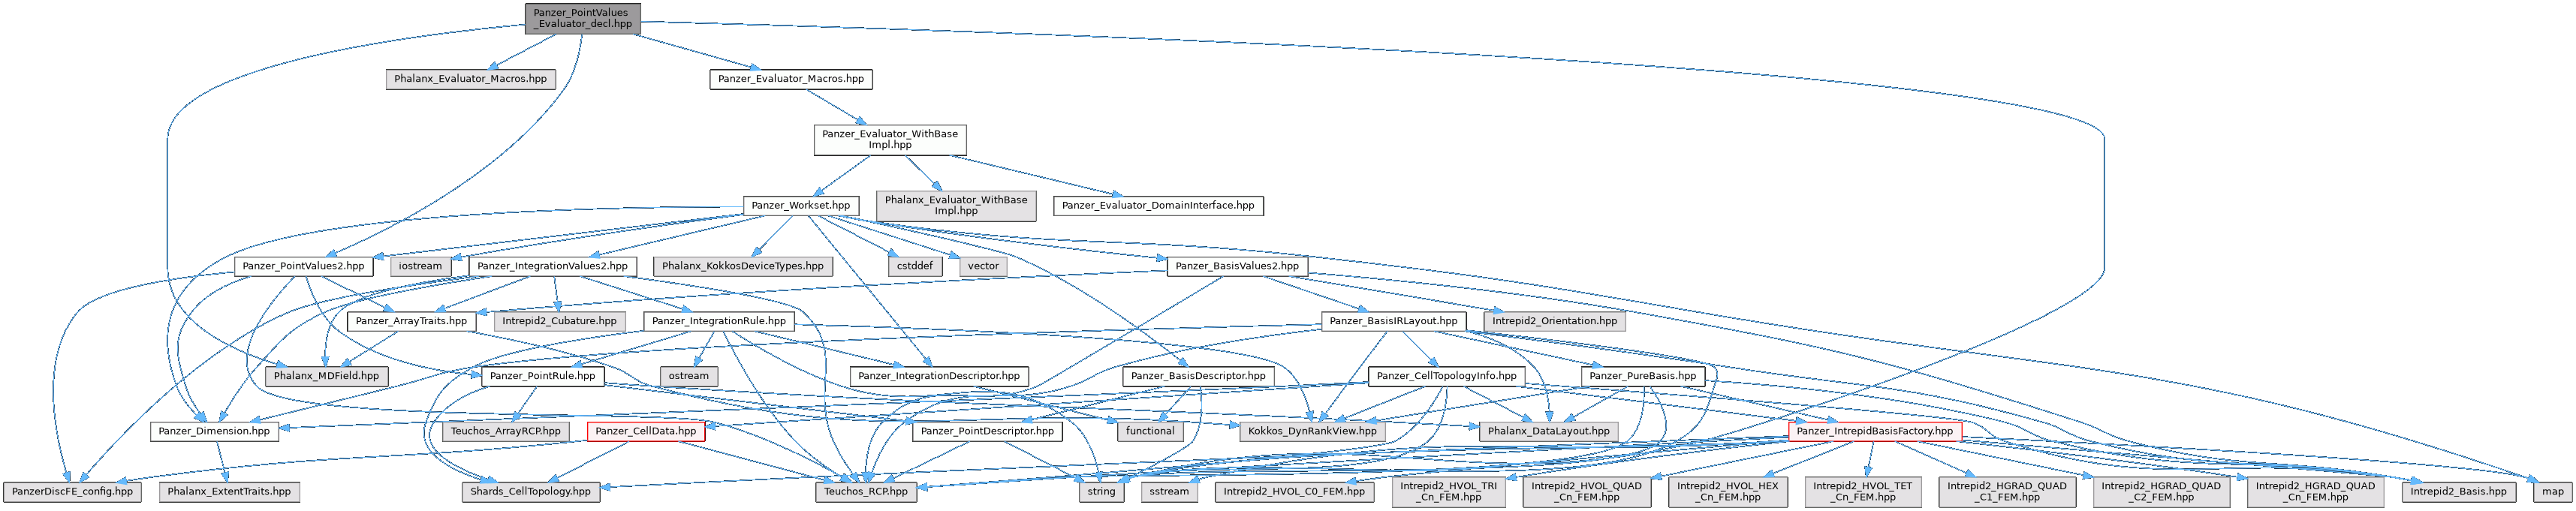 Panzer_PointValues
_Evaluator_decl.hpp
Phalanx_Evaluator_Macros.hpp
Panzer_Evaluator_Macros.hpp
Panzer_Evaluator_WithBase
Impl.hpp
Panzer_Workset.hpp
Phalanx_Evaluator_WithBase
Impl.hpp
Panzer_Evaluator_DomainInterface.hpp
Panzer_PointValues2.hpp
iostream
Panzer_IntegrationValues2.hpp
Phalanx_KokkosDeviceTypes.hpp
cstddef
vector
Panzer_BasisValues2.hpp
Panzer_ArrayTraits.hpp
Intrepid2_Cubature.hpp
Panzer_IntegrationRule.hpp
Panzer_BasisIRLayout.hpp
Intrepid2_Orientation.hpp
Phalanx_MDField.hpp
Panzer_PointRule.hpp
ostream
Panzer_IntegrationDescriptor.hpp
Panzer_BasisDescriptor.hpp
Panzer_CellTopologyInfo.hpp
Panzer_PureBasis.hpp
Panzer_Dimension.hpp
Teuchos_ArrayRCP.hpp
Panzer_CellData.hpp
Panzer_PointDescriptor.hpp
functional
Kokkos_DynRankView.hpp
Phalanx_DataLayout.hpp
Panzer_IntrepidBasisFactory.hpp
PanzerDiscFE_config.hpp
Phalanx_ExtentTraits.hpp
Shards_CellTopology.hpp
Teuchos_RCP.hpp
string
sstream
Intrepid2_HVOL_C0_FEM.hpp
Intrepid2_HVOL_TRI
_Cn_FEM.hpp
Intrepid2_HVOL_QUAD
_Cn_FEM.hpp
Intrepid2_HVOL_HEX
_Cn_FEM.hpp
Intrepid2_HVOL_TET
_Cn_FEM.hpp
Intrepid2_HGRAD_QUAD
_C1_FEM.hpp
Intrepid2_HGRAD_QUAD
_C2_FEM.hpp
Intrepid2_HGRAD_QUAD
_Cn_FEM.hpp
Intrepid2_Basis.hpp
map